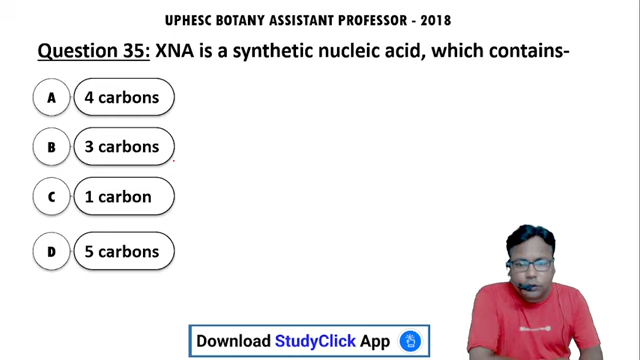 UPHESC BOTANY ASSISTANT PROFESSOR - 2018
Question 35: XNA is a synthetic nucleic acid, which contains-
A 4 carbons
B 3 carbons
C 1 carbon
D 5 carbons
Download StudyClick App